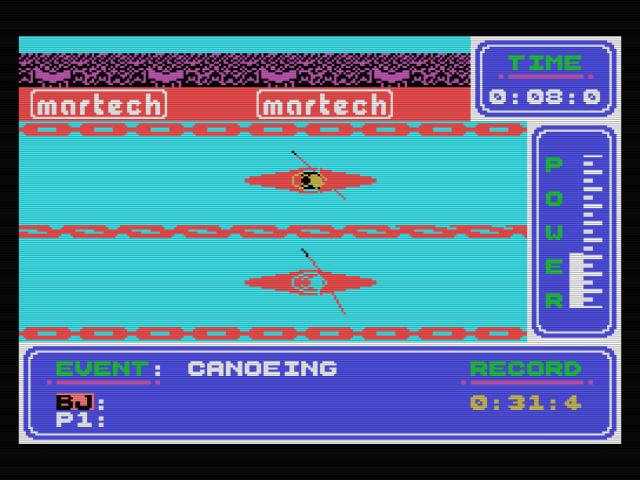 TIME
0:08:0
martech martech
P
O
W
E
R
EVENT: CANOEING
RECORD
BJ:
0:31:4
P1: